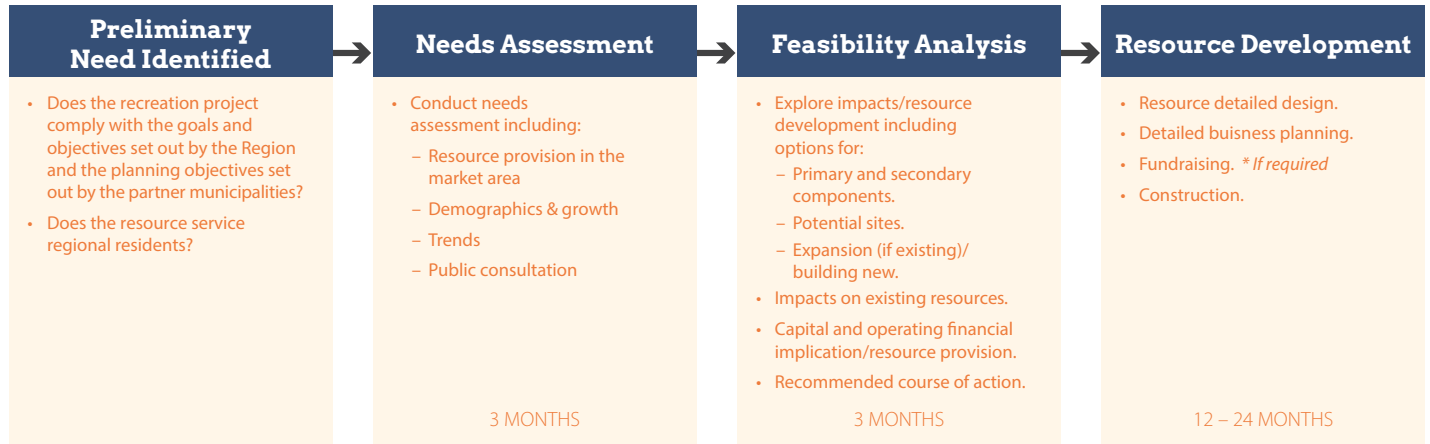 Preliminary
Need Identified
• Does the recreation project
comply with the goals and
objectives set out by the Region
and the planning objectives set
out by the partner municipalities?
• Does the resource service
regional residents?
Needs Assessment
• Conduct needs
assessment including:
– Resource provision in the
market area
– Demographics & growth
– Trends
– Public consultation
3 MONTHS
Feasibility Analysis
• Explore impacts/resource
development including
options for:
– Primary and secondary
components.
– Potential sites.
– Expansion (if existing)/
building new.
• Impacts on existing resources.
• Capital and operating financial
implication/resource provision.
• Recommended course of action.
3 MONTHS
Resource Development
• Resource detailed design.
• Detailed buisness planning.
• Fundraising. *If required
• Construction.
12 – 24 MONTHS